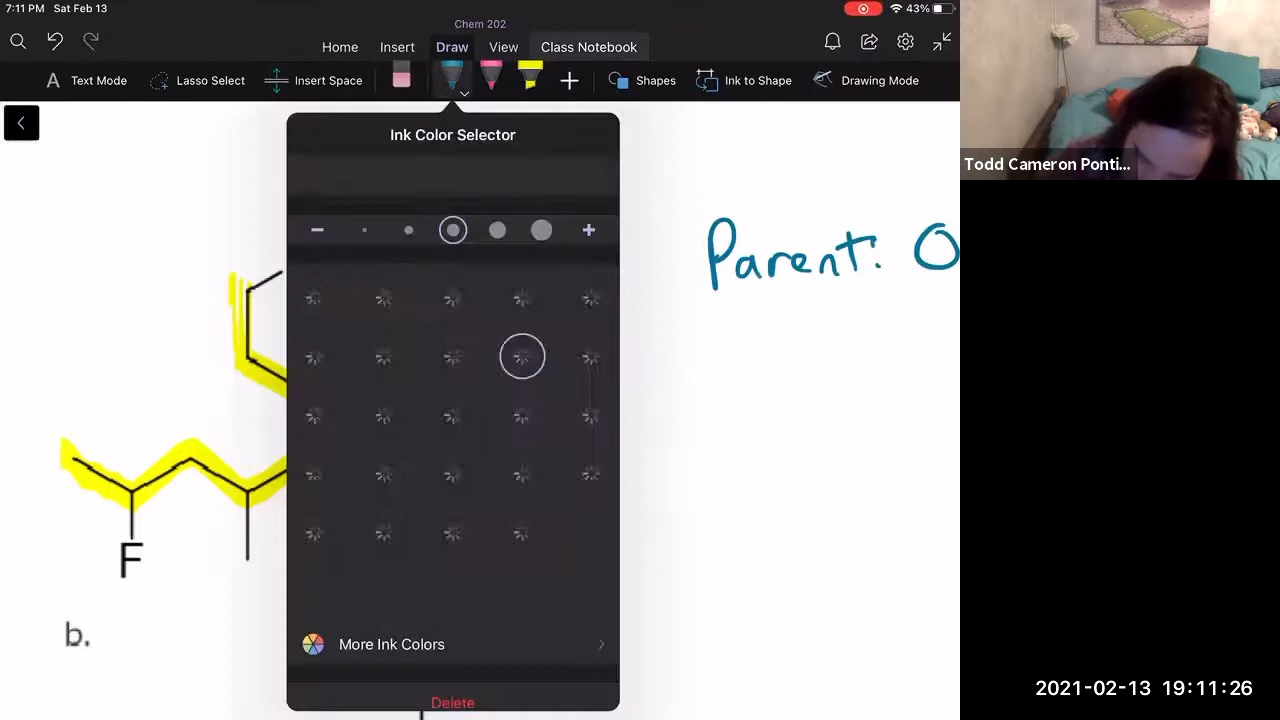 7:11 PM Sat Feb 13
43%
Chem 202
Home Insert Draw View Class Notebook
Text Mode Lasso Select Insert Space Shapes Ink to Shape Drawing Mode
Ink Color Selector
Todd Cameron Ponti...
Parent: O
F
b.
More Ink Colors
Delete
2021-02-13 19:11:26